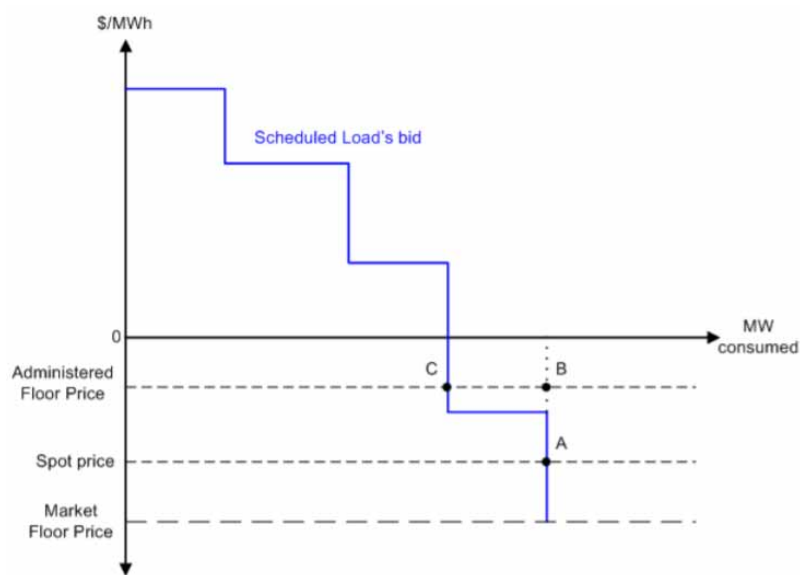 $/MWh
Scheduled Load's bid
0
MW
consumed
Administered
Floor Price
C
B
A
Spot price
Market
Floor Price